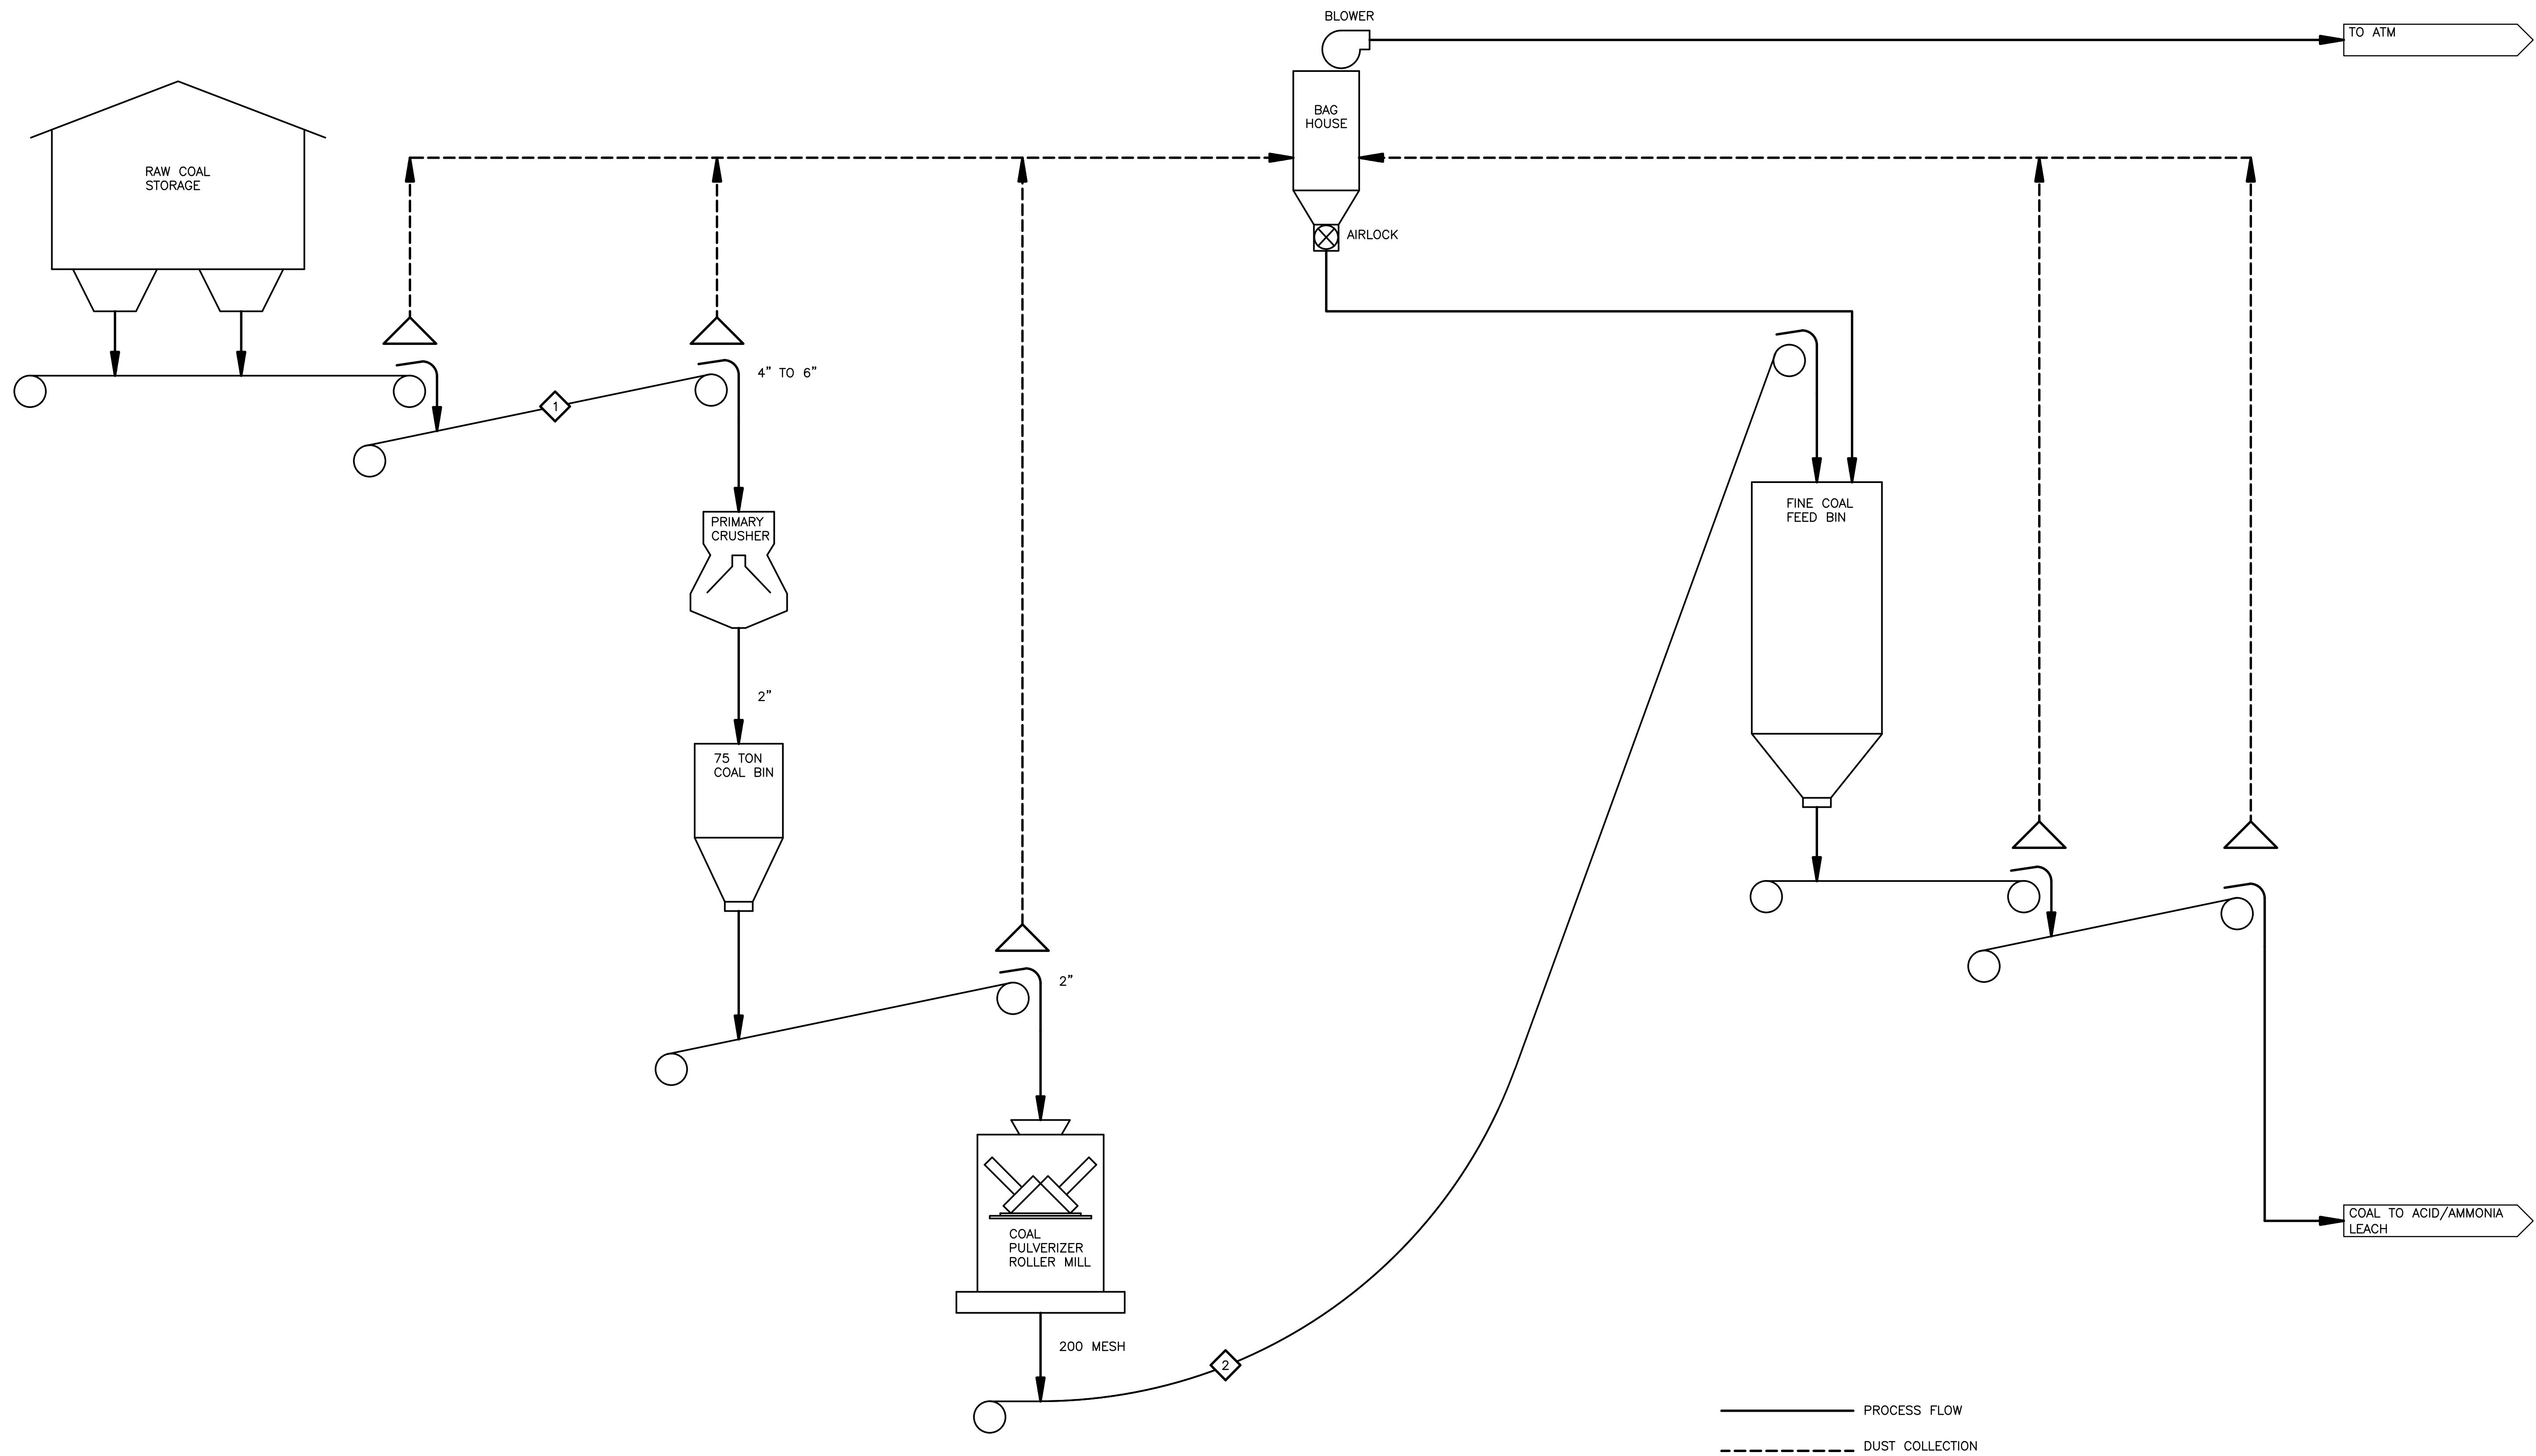 BLOWER
TO ATM
BAG
HOUSE
RAW COAL
STORAGE
AIRLOCK
4” TO 6”
1
PRIMARY
CRUSHER
FINE COAL
FEED BIN
2”
75 TON
COAL BIN
2”
COAL TO ACID/AMMONIA
LEACH
COAL
PULVERIZER
ROLLER MILL
200 MESH
2
PROCESS FLOW
DUST COLLECTION